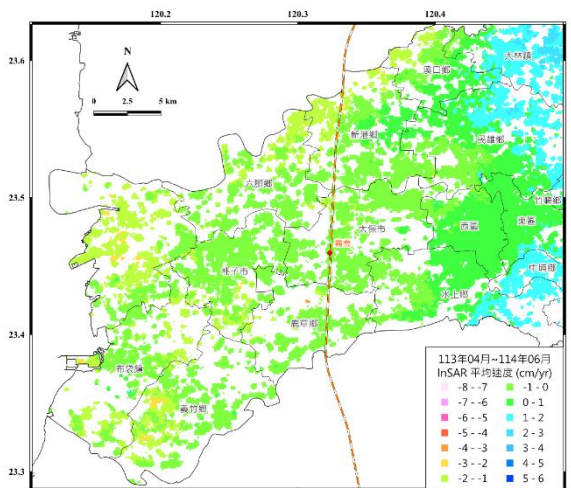 120.2 120.3 120.4
23.6
N
0 2.5 5 km
大林鎮
溪口鄉
新港鄉
民雄鄉
23.5
六腳鄉
竹崎鄉
太保市
西區
東區
朴子市
中埔鄉
水上鄉
23.4
鹿草鄉
布袋鎮
義竹鄉
23.3
113年04月~114年06月
InSAR 平均速度 (cm/yr)
-8 - -7 -1 - 0
-7 - -6 0 - 1
-6 - -5 1 - 2
-5 - -4 2 - 3
-4 - -3 3 - 4
-3 - -2 4 - 5
-2 - -1 5 - 6